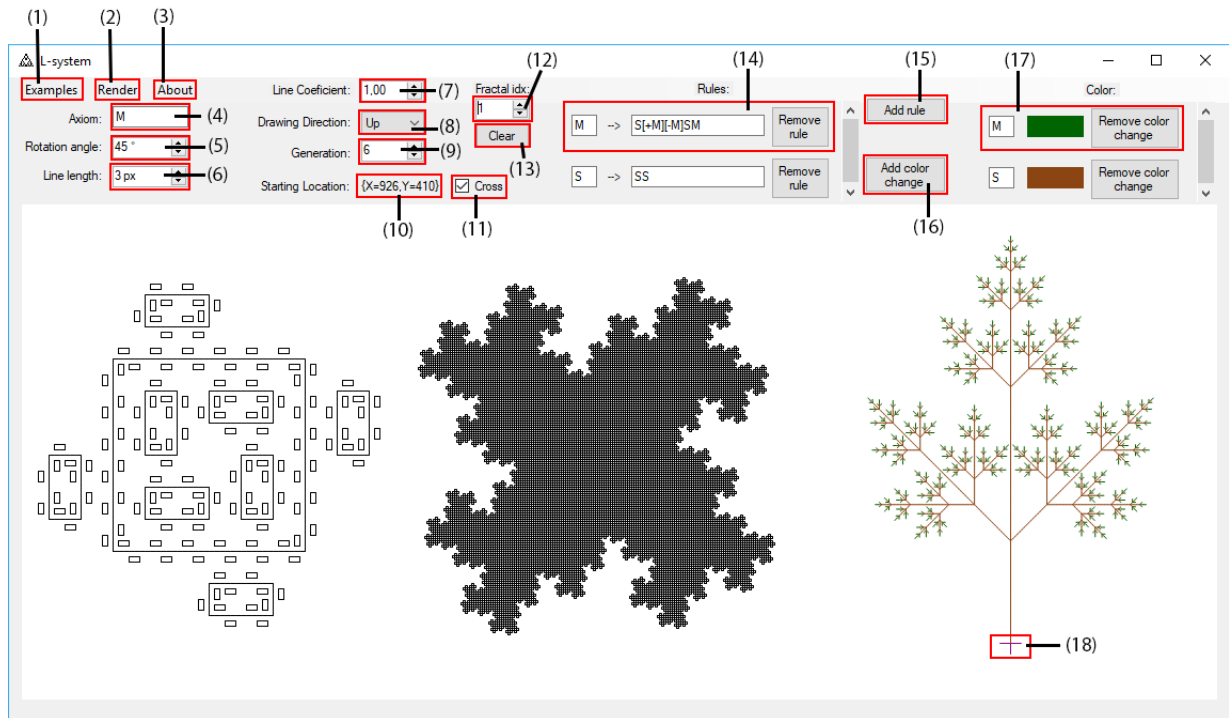 (1) (2) (3)
L-system (12) (14) (15) (17)
Examples Render About Line Coeficient: 1,00 (7) Fractal idx: 1 Rules: Add rule Color:
Axiom: M (4) Drawing Direction: Up (8) Clear M --> S[+M][-M]SM Remove rule M Remove color change
Rotation angle: 45 ° (5) Generation: 6 (9) (13)
Line length: 3 px (6) Starting Location: {X=926,Y=410} Cross S --> SS Remove rule Add color change S Remove color change
(10) (11) (16)
(18)